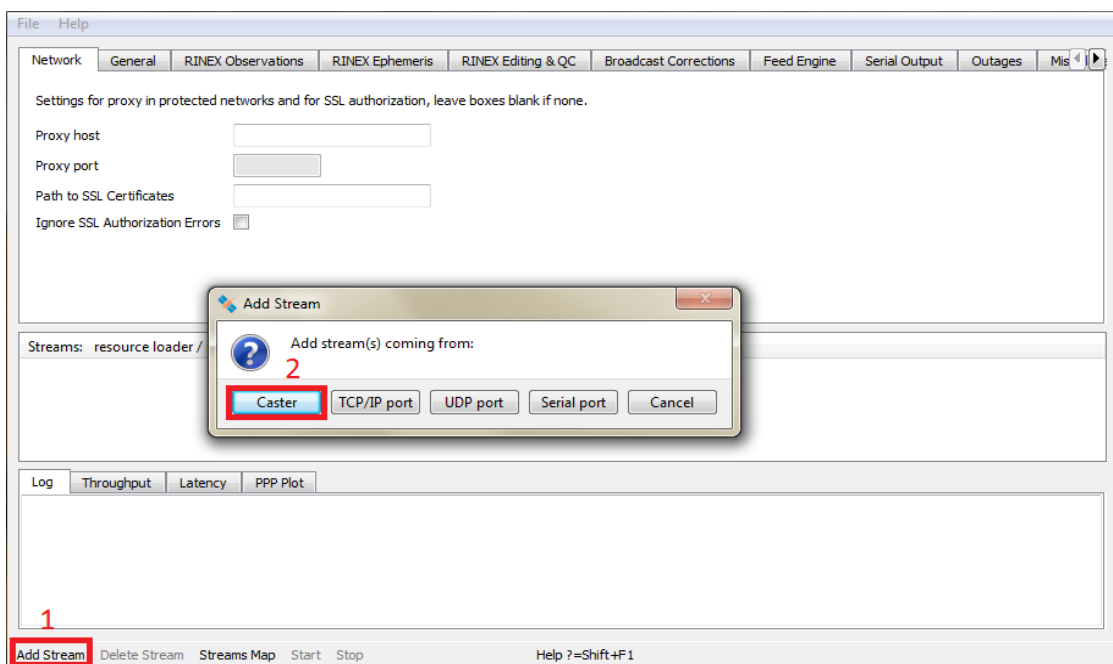 File Help
Network General RINEX Observations RINEX Ephemeris RINEX Editing & QC Broadcast Corrections Feed Engine Serial Output Outages
Settings for proxy in protected networks and for SSL authorization, leave boxes blank if none.
Proxy host
Proxy port
Path to SSL Certificates
Ignore SSL Authorization Errors
Add Stream
Streams: resource loader /
Add stream(s) coming from:
2
Caster TCP/IP port UDP port Serial port Cancel
Log Throughput Latency PPP Plot
1
Add Stream Delete Stream Streams Map Start Stop Help ?=Shift+F1